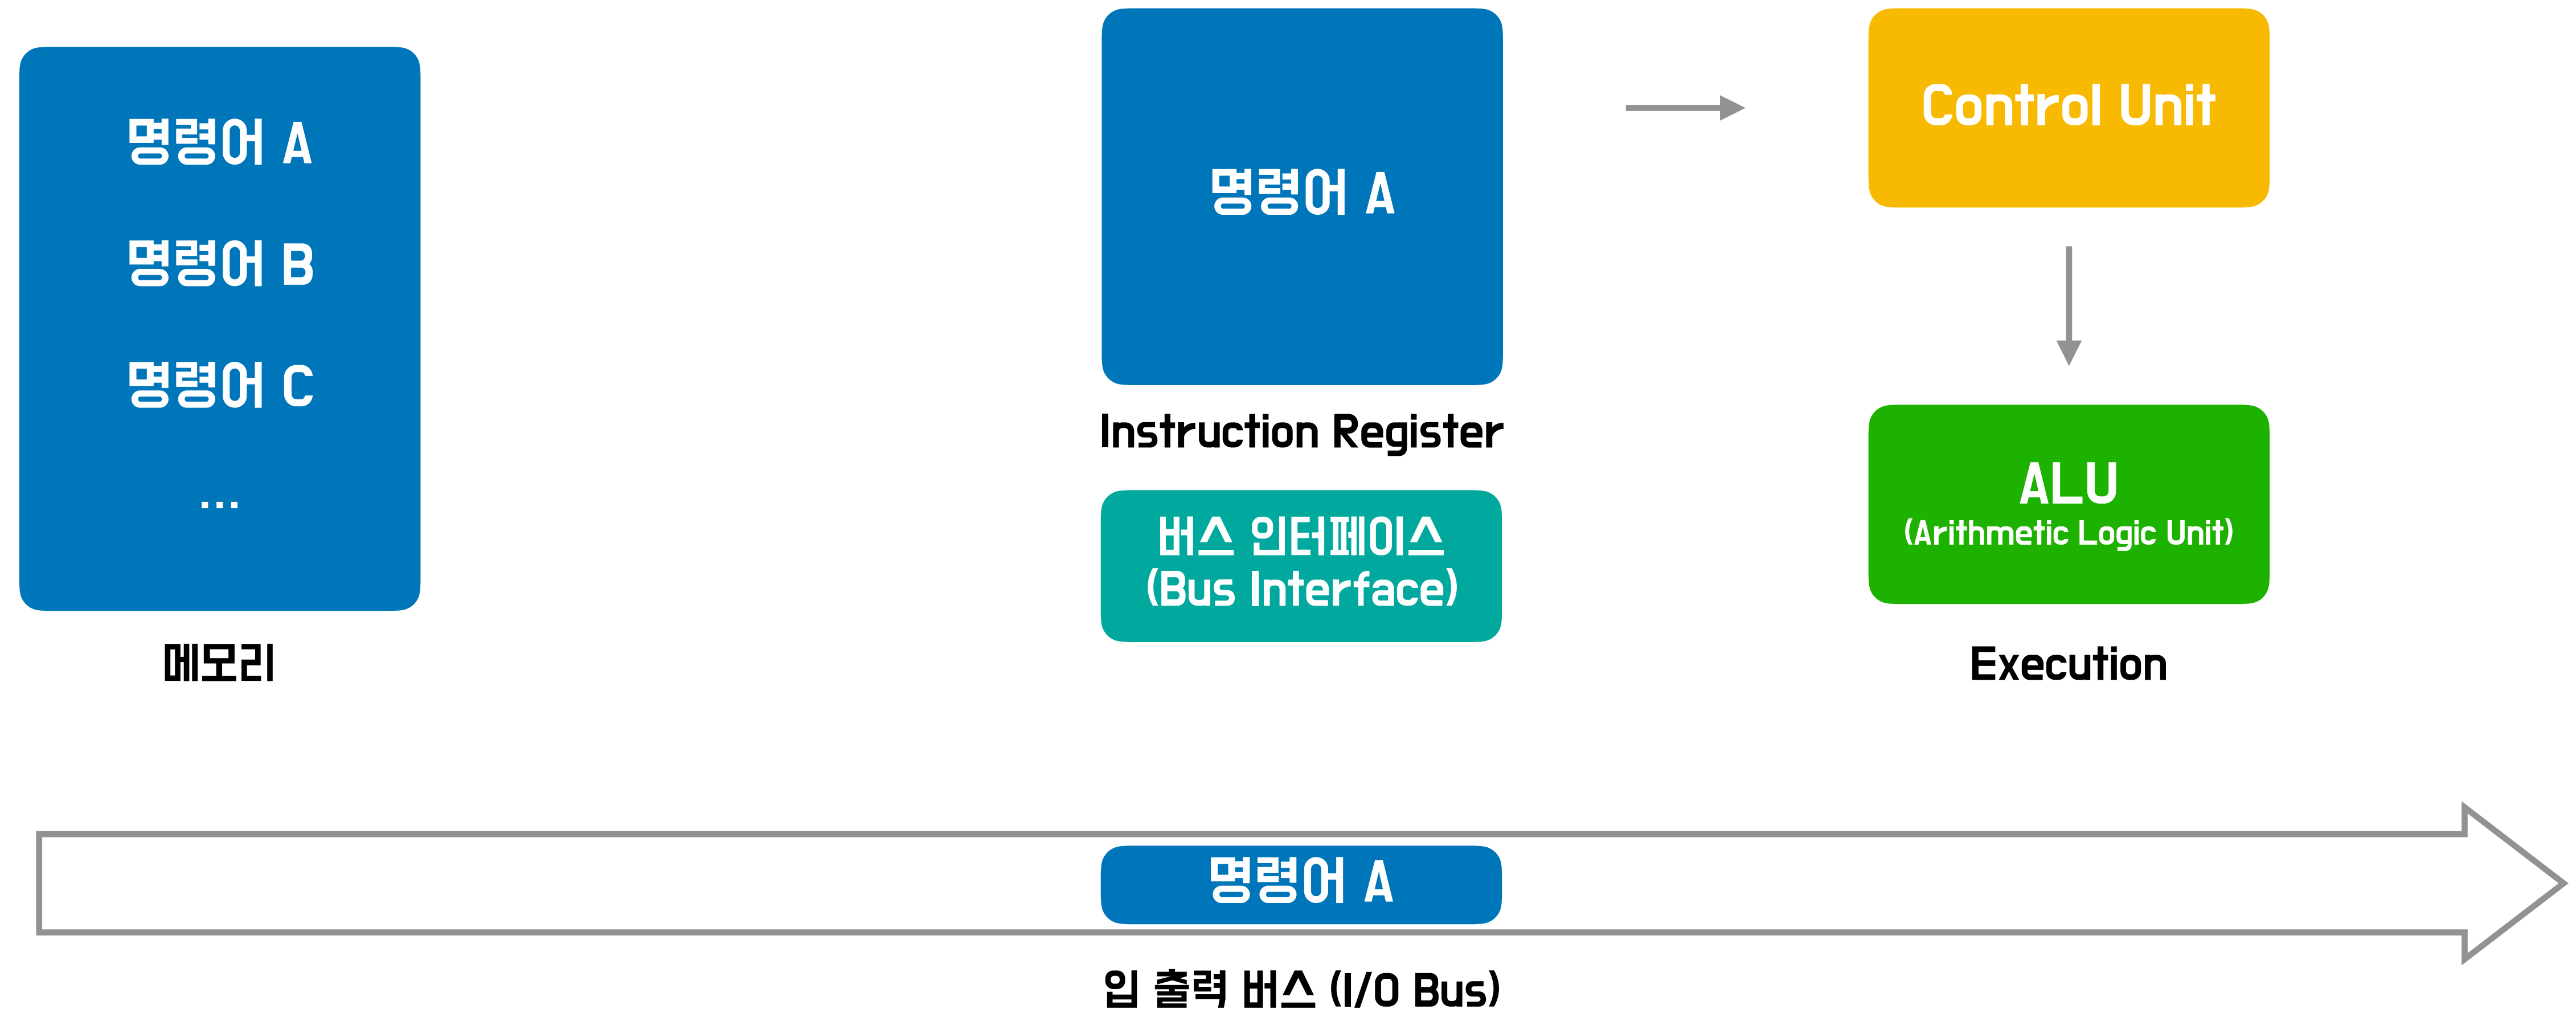 명령어 A
명령어 B
명령어 C
...
메모리
명령어 A
Instruction Register
버스 인터페이스
(Bus Interface)
Control Unit
ALU
(Arithmetic Logic Unit)
Execution
명령어 A
입 출력 버스 (I/O Bus)